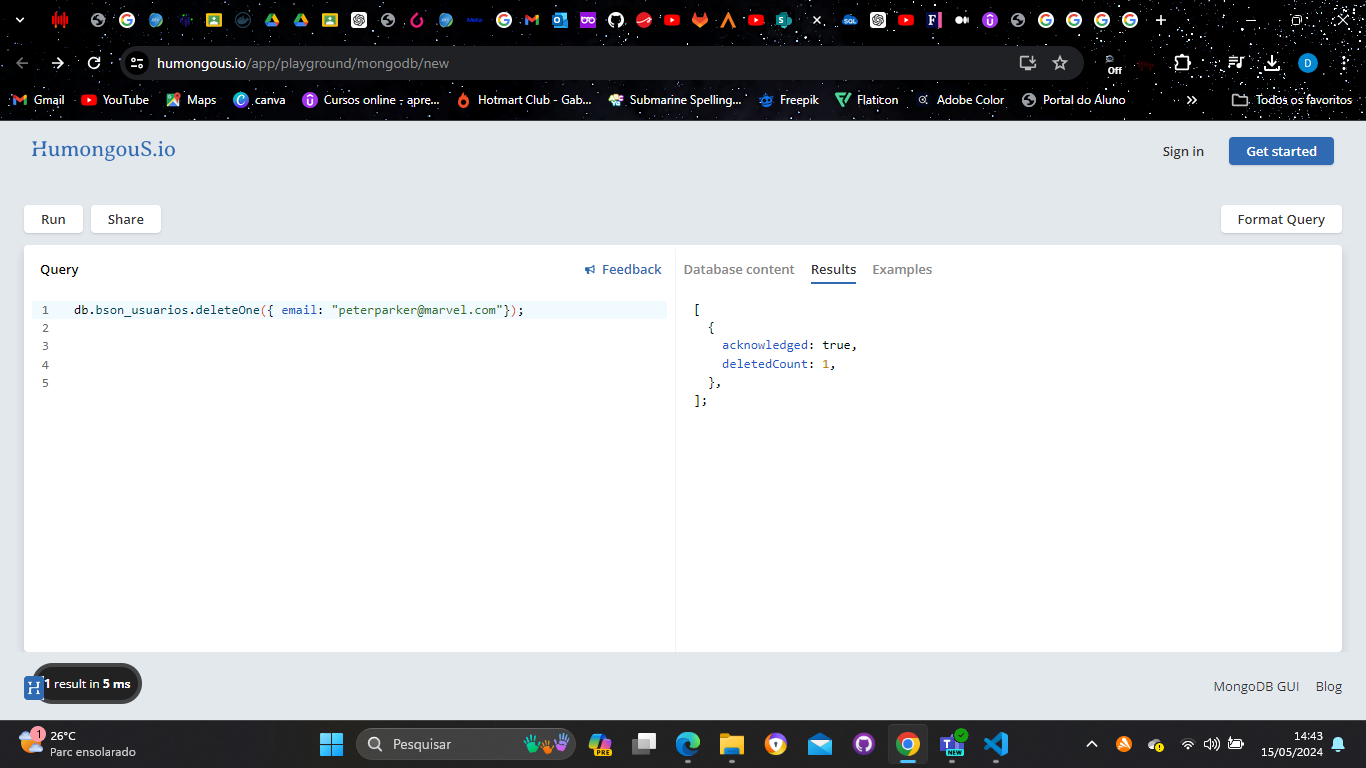 humongous.io/app/playground/mongodb/new
Off
D
Gmail
YouTube
Maps
canva
Cursos online - apre...
Hotmart Club - Gab...
Submarine Spelling...
Freepik
Flaticon
Adobe Color
Portal do Aluno
»
Todos os favoritos
HumongouS.io
Sign in
Get started
Run
Share
Format Query
Query
Feedback
Database content
Results
Examples
1 db.bson_usuarios.deleteOne({ email: "peterparker@marvel.com"});
2
3
4
5
[
{
acknowledged: true,
deletedCount: 1,
},
];
H
1 result in 5 ms
MongoDB GUI
Blog
1
26°C
Parc ensolarado
Pesquisar
PRE
NEW
14:43
15/05/2024